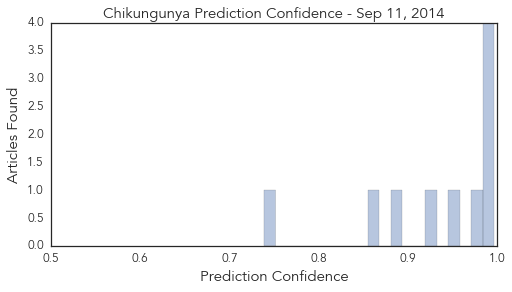 Chikungunya Prediction Confidence - Sep 11, 2014
4.0
3.5
3.0
2.5
2.0
1.5
1.0
0.5
0.0
Articles Found
0.5 0.6 0.7 0.8 0.9 1.0
Prediction Confidence